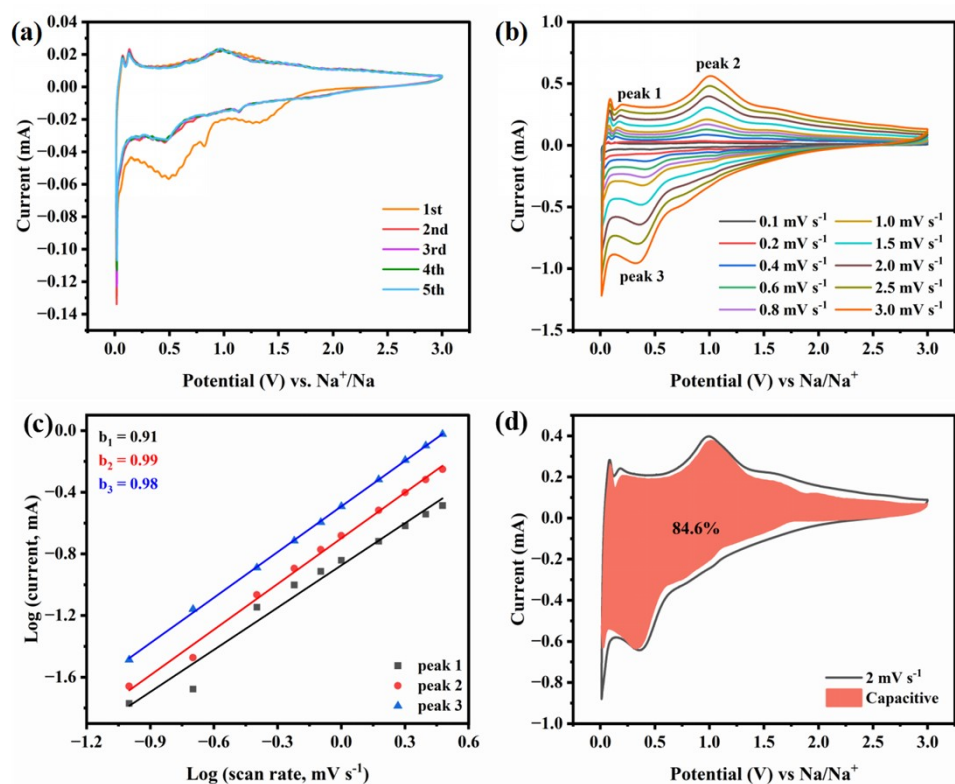 (a)
0.04
0.02
0.00
−0.02
−0.04
−0.06
−0.08
−0.10
−0.12
−0.14
Current (mA)
1st
2nd
3rd
4th
5th
0.0 0.5 1.0 1.5 2.0 2.5 3.0
Potential (V) vs. Na⁺/Na
(b)
1.0
0.5
0.0
−0.5
−1.0
−1.5
Current (mA)
peak 1
peak 2
peak 3
0.1 mV s⁻¹ 1.0 mV s⁻¹
0.2 mV s⁻¹ 1.5 mV s⁻¹
0.4 mV s⁻¹ 2.0 mV s⁻¹
0.6 mV s⁻¹ 2.5 mV s⁻¹
0.8 mV s⁻¹ 3.0 mV s⁻¹
0.0 0.5 1.0 1.5 2.0 2.5 3.0
Potential (V) vs Na/Na⁺
(c)
0.0
−0.4
−0.8
−1.2
−1.6
Log (current, mA)
b₁ = 0.91
b₂ = 0.99
b₃ = 0.98
peak 1
peak 2
peak 3
−1.2 −0.9 −0.6 −0.3 0.0 0.3 0.6
Log (scan rate, mV s⁻¹)
(d)
0.4
0.2
0.0
−0.2
−0.4
−0.6
−0.8
−1.0
Current (mA)
84.6%
2 mV s⁻¹
Capacitive
0.0 0.5 1.0 1.5 2.0 2.5 3.0
Potential (V) vs Na/Na⁺